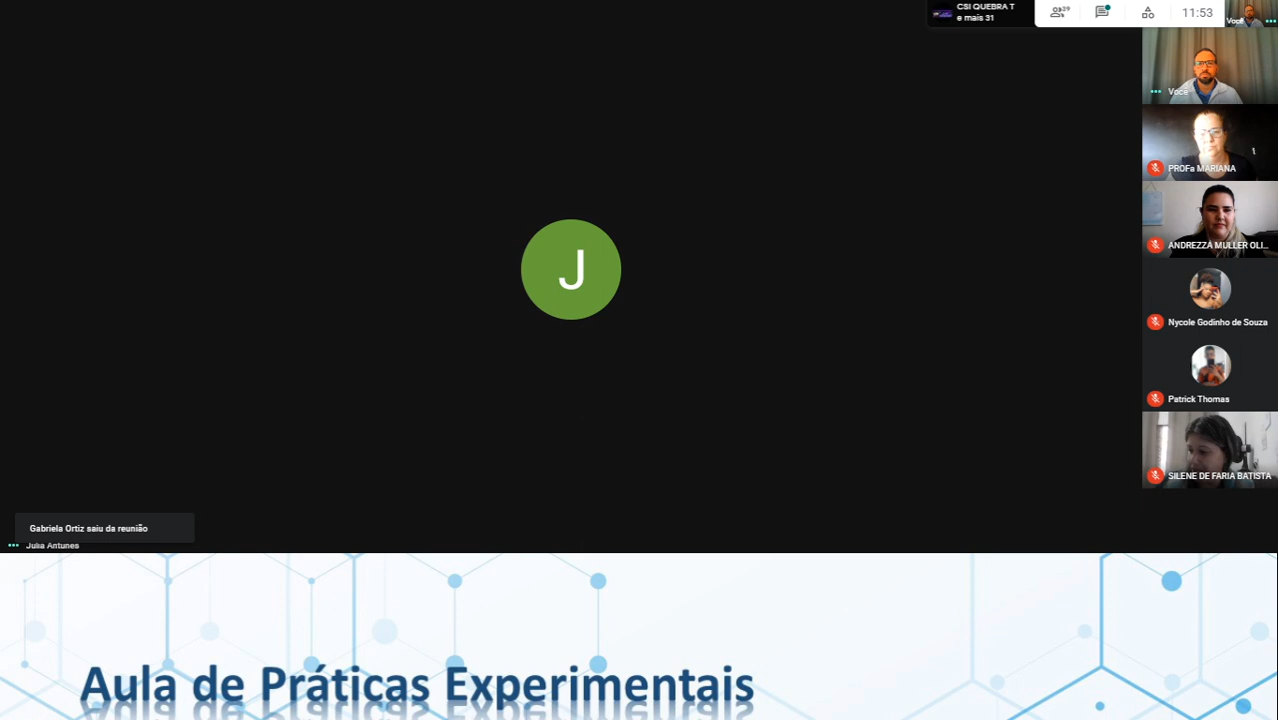 CSI QUEBRA T
e mais 31
29
11:53
Você
Você
PROFa MARIANA
ANDREZZA MULLER OLI...
J
Nycole Godinho de Souza
Patrick Thomas
SILENE DE FARIA BATISTA
Gabriela Ortiz saiu da reunião
Julia Antunes
Aula de Práticas Experimentais